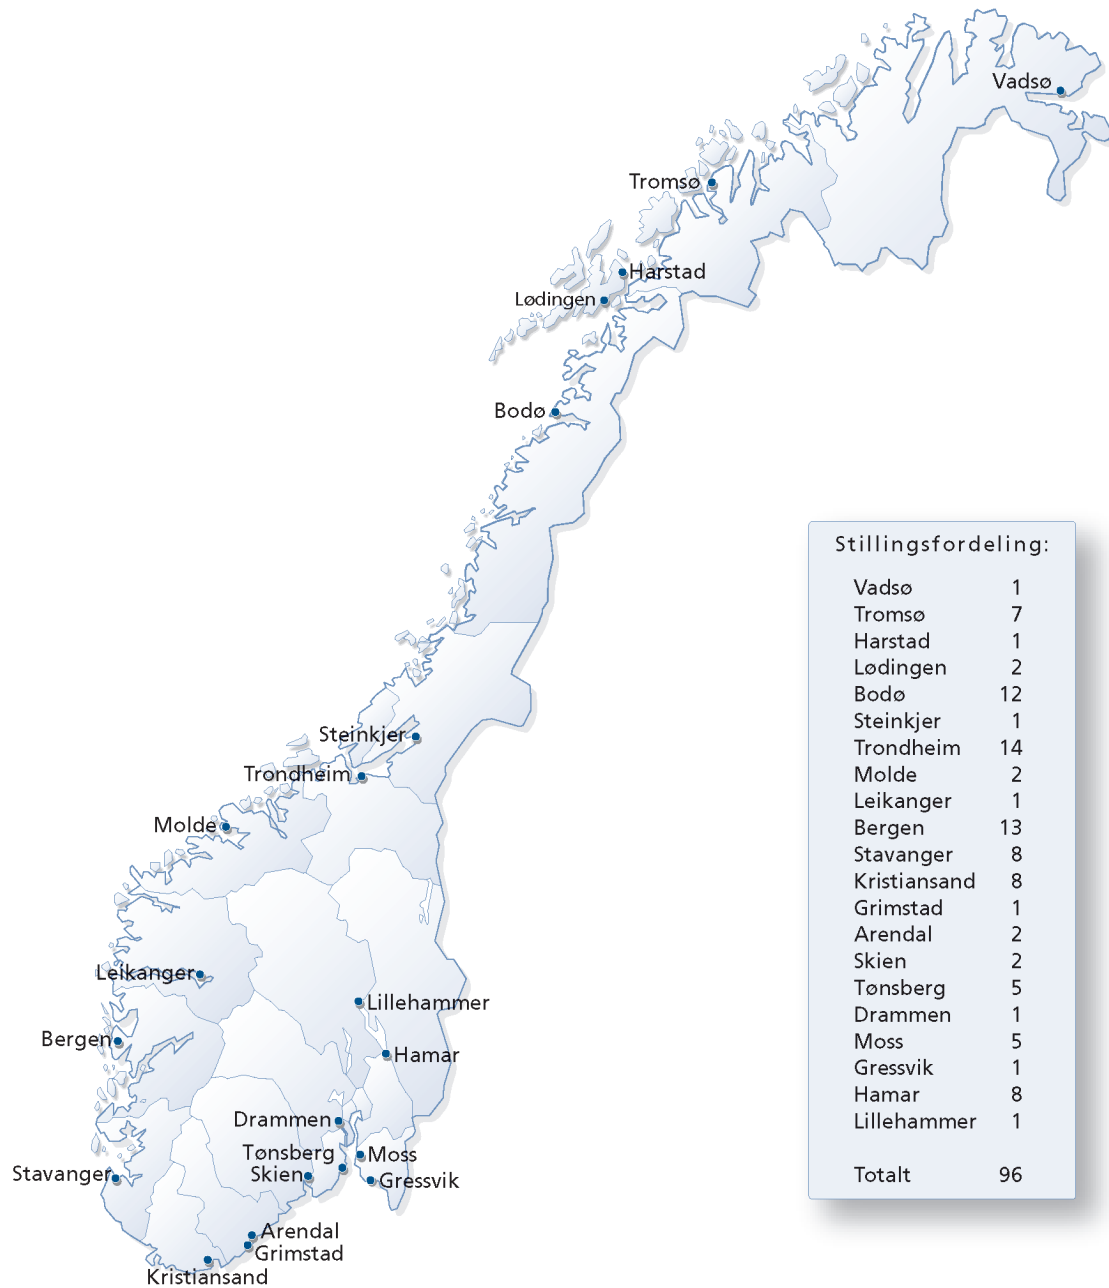 Vadsø
Tromsø
Harstad
Lødingen
Bodø
Steinkjer
Trondheim
Molde
Leikanger
Lillehammer
Bergen
Hamar
Drammen
Tønsberg
Moss
Skien
Stavanger
Gressvik
Arendal
Grimstad
Kristiansand
Stillingsfordeling:
Vadsø 1
Tromsø 7
Harstad 1
Lødingen 2
Bodø 12
Steinkjer 1
Trondheim 14
Molde 2
Leikanger 1
Bergen 13
Stavanger 8
Kristiansand 8
Grimstad 1
Arendal 2
Skien 2
Tønsberg 5
Drammen 1
Moss 5
Gressvik 1
Hamar 8
Lillehammer 1
Totalt 96